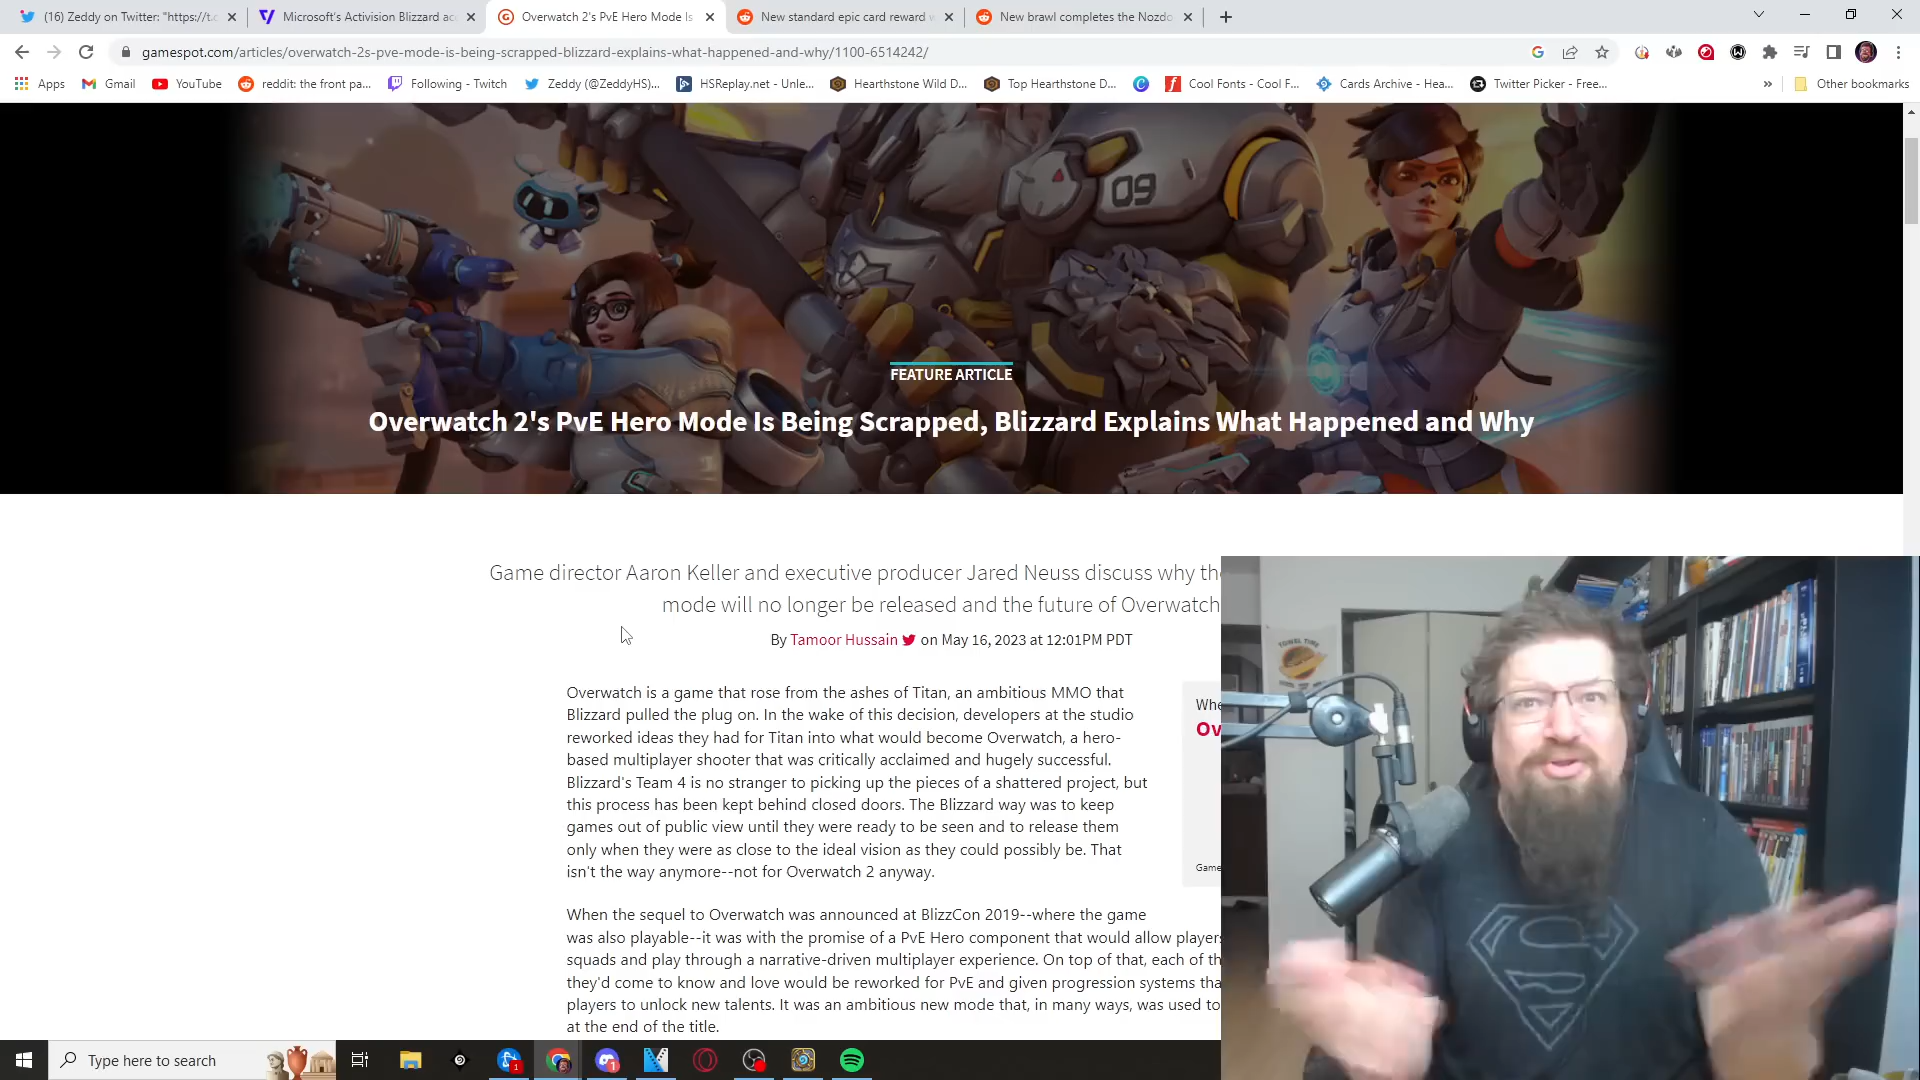 (16) Zeddy on Twitter: "https://t.c
Microsoft's Activision Blizzard ac
Overwatch 2's PvE Hero Mode Is
New standard epic card reward w
New brawl completes the Nozdo
gamespot.com/articles/overwatch-2s-pve-mode-is-being-scrapped-blizzard-explains-what-happened-and-why/1100-6514242/
Apps
Gmail
YouTube
reddit: the front pa...
Following - Twitch
Zeddy (@ZeddyHS)...
HSReplay.net - Unle...
Hearthstone Wild D...
Top Hearthstone D...
Cool Fonts - Cool F...
Cards Archive - Hea...
Twitter Picker - Free...
»
Other bookmarks
09
FEATURE ARTICLE
Overwatch 2's PvE Hero Mode Is Being Scrapped, Blizzard Explains What Happened and Why
Game director Aaron Keller and executive producer Jared Neuss discuss why the
mode will no longer be released and the future of Overwatch
By Tamoor Hussain on May 16, 2023 at 12:01PM PDT
Overwatch is a game that rose from the ashes of Titan, an ambitious MMO that
Blizzard pulled the plug on. In the wake of this decision, developers at the studio
reworked ideas they had for Titan into what would become Overwatch, a hero-
based multiplayer shooter that was critically acclaimed and hugely successful.
Blizzard's Team 4 is no stranger to picking up the pieces of a shattered project, but
this process has been kept behind closed doors. The Blizzard way was to keep
games out of public view until they were ready to be seen and to release them
only when they were as close to the ideal vision as they could possibly be. That
isn't the way anymore--not for Overwatch 2 anyway.
Whe
Ov
Game
When the sequel to Overwatch was announced at BlizzCon 2019--where the game
was also playable--it was with the promise of a PvE Hero component that would allow players
squads and play through a narrative-driven multiplayer experience. On top of that, each of th
they'd come to know and love would be reworked for PvE and given progression systems tha
players to unlock new talents. It was an ambitious new mode that, in many ways, was used to
at the end of the title.
Type here to search